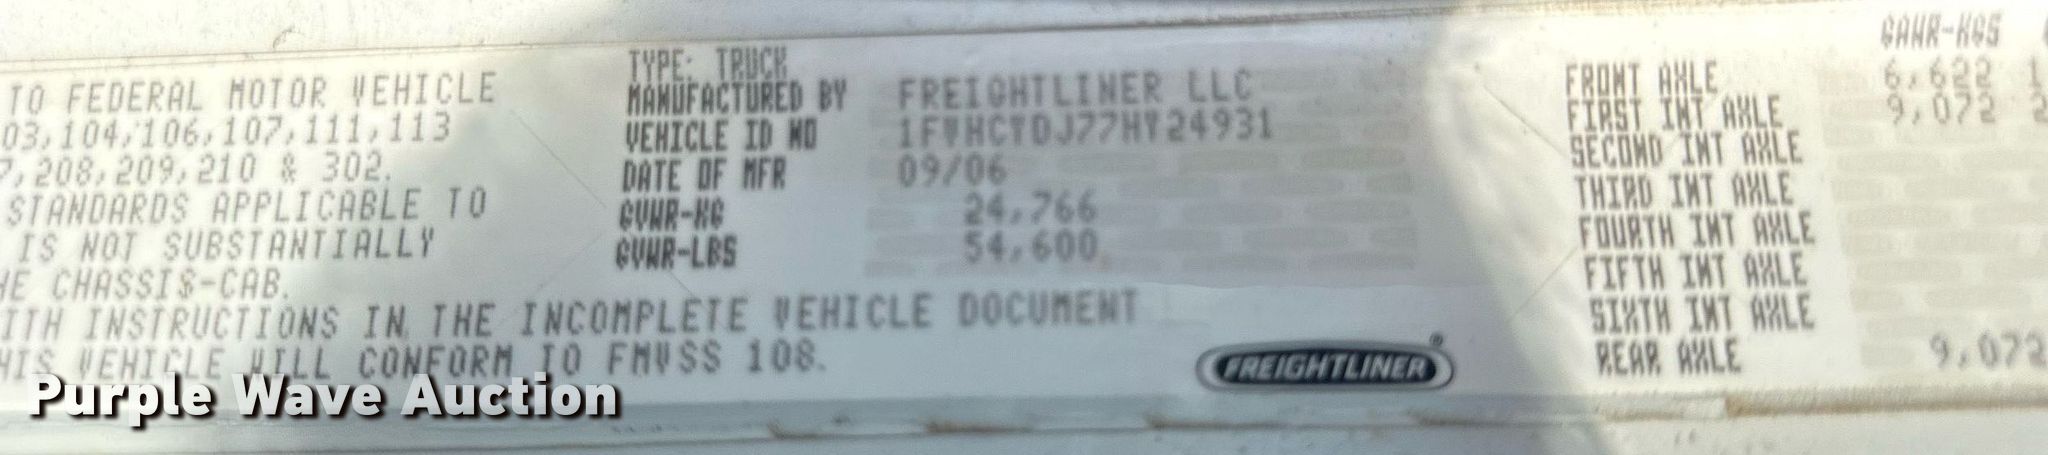 TO FEDERAL MOTOR VEHICLE
03,104,106,107,111,113
7,208,209,210 & 302.
STANDARDS APPLICABLE TO
IS NOT SUBSTANTIALLY
HE CHASSIS-CAB.
ITH INSTRUCTIONS IN THE INCOMPLETE VEHICLE DOCUMENT
HIS VEHICLE WILL CONFORM TO FMVSS 108.
TYPE: TRUCK
MANUFACTURED BY FREIGHTLINER LLC
VEHICLE ID NO 1FVHCYDJ77HY24931
DATE OF MFR 09/06
GVWR-KG 24,766
GVWR-LBS 54,600
FREIGHTLINER®
GAWR-KGS
FRONT AXLE 6,622 1
FIRST INT AXLE 9,072 2
SECOND INT AXLE
THIRD INT AXLE
FOURTH INT AXLE
FIFTH INT AXLE
SIXTH INT AXLE
REAR AXLE 9,072
Purple Wave Auction